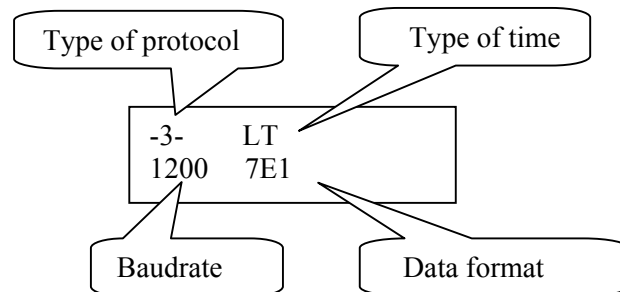 Type of protocol
Type of time
-3- LT
1200 7E1
Baudrate
Data format